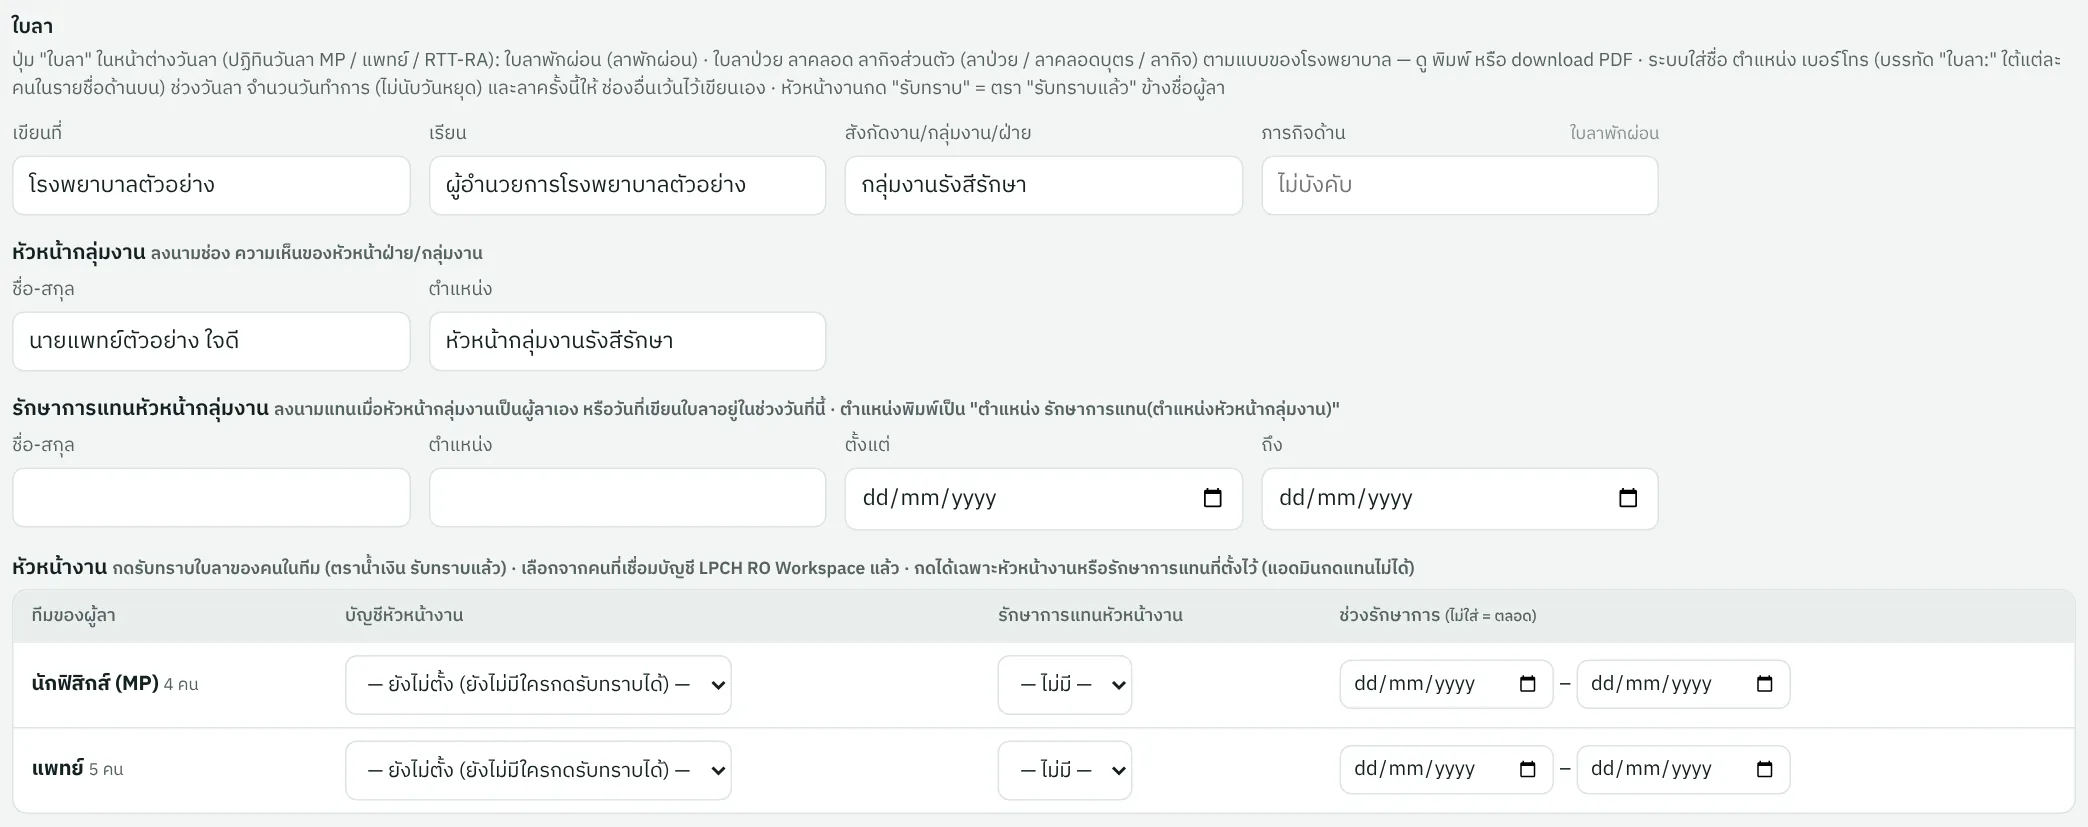 ใบลา
ปุ่ม "ใบลา" ในหน้าต่างวันลา (ปฏิทินวันลา MP / แพทย์ / RTT-RA): ใบลาพักผ่อน (ลาพักผ่อน) · ใบลาป่วย ลาคลอด ลากิจส่วนตัว (ลาป่วย / ลาคลอดบุตร / ลากิจ) ตามแบบของโรงพยาบาล — ดู พิมพ์ หรือ download PDF · ระบบใส่ชื่อ ตำแหน่ง เบอร์โทร (บรรทัด "ใบลา:" ใต้แต่ละ
คนในรายชื่อด้านบน) ช่วงวันลา จำนวนวันทำการ (ไม่นับวันหยุด) และลาครั้งนี้ให้ ช่องอื่นเว้นไว้เขียนเอง · หัวหน้างานกด "รับทราบ" = ตรา "รับทราบแล้ว" ข้างชื่อผู้ลา
เขียนที่ เรียน สังกัดงาน/กลุ่มงาน/ฝ่าย ภารกิจด้าน ใบลาพักผ่อน
โรงพยาบาลตัวอย่าง ผู้อำนวยการโรงพยาบาลตัวอย่าง กลุ่มงานรังสีรักษา ไม่บังคับ
หัวหน้ากลุ่มงาน ลงนามช่อง ความเห็นของหัวหน้าฝ่าย/กลุ่มงาน
ชื่อ-สกุล ตำแหน่ง
นายแพทย์ตัวอย่าง ใจดี หัวหน้ากลุ่มงานรังสีรักษา
รักษาการแทนหัวหน้ากลุ่มงาน ลงนามแทนเมื่อหัวหน้ากลุ่มงานเป็นผู้ลาเอง หรือวันที่เขียนใบลาอยู่ในช่วงวันที่นี้ · ตำแหน่งพิมพ์เป็น "ตำแหน่ง รักษาการแทน(ตำแหน่งหัวหน้ากลุ่มงาน)"
ชื่อ-สกุล ตำแหน่ง ตั้งแต่ ถึง
dd/mm/yyyy dd/mm/yyyy
หัวหน้างาน กดรับทราบใบลาของคนในทีม (ตราน้ำเงิน รับทราบแล้ว) · เลือกจากคนที่เชื่อมบัญชี LPCH RO Workspace แล้ว · กดได้เฉพาะหัวหน้างานหรือรักษาการแทนที่ตั้งไว้ (แอดมินกดแทนไม่ได้)
ทีมของผู้ลา บัญชีหัวหน้างาน รักษาการแทนหัวหน้างาน ช่วงรักษาการ (ไม่ใส่ = ตลอด)
นักฟิสิกส์ (MP) 4 คน — ยังไม่ตั้ง (ยังไม่มีใครกดรับทราบได้) — — ไม่มี — dd/mm/yyyy – dd/mm/yyyy
แพทย์ 5 คน — ยังไม่ตั้ง (ยังไม่มีใครกดรับทราบได้) — — ไม่มี — dd/mm/yyyy – dd/mm/yyyy